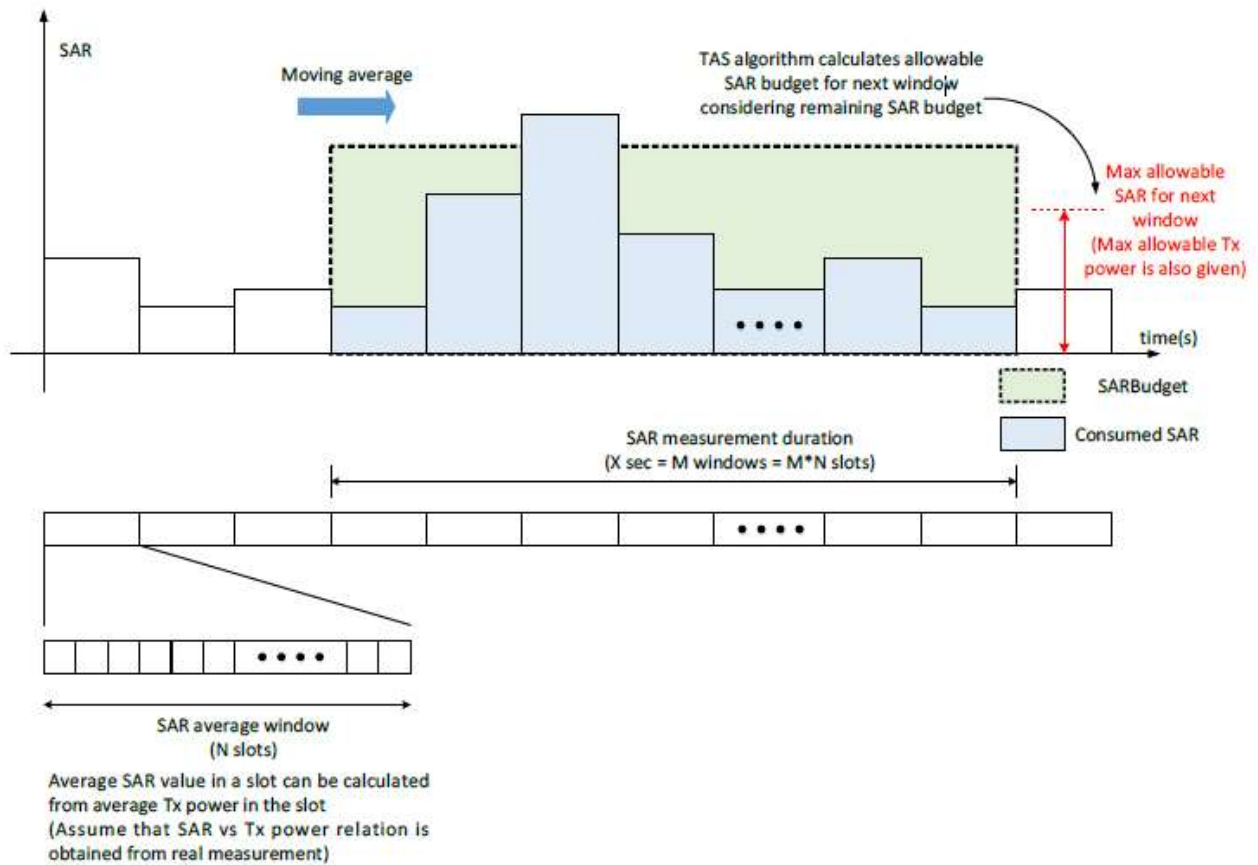 SAR
Moving average
TAS algorithm calculates allowable
SAR budget for next window
considering remaining SAR budget
Max allowable
SAR for next
window
(Max allowable Tx
power is also given)
time(s)
SARBudget
Consumed SAR
SAR measurement duration
(X sec = M windows = M*N slots)
SAR average window
(N slots)
Average SAR value in a slot can be calculated
from average Tx power in the slot
(Assume that SAR vs Tx power relation is
obtained from real measurement)